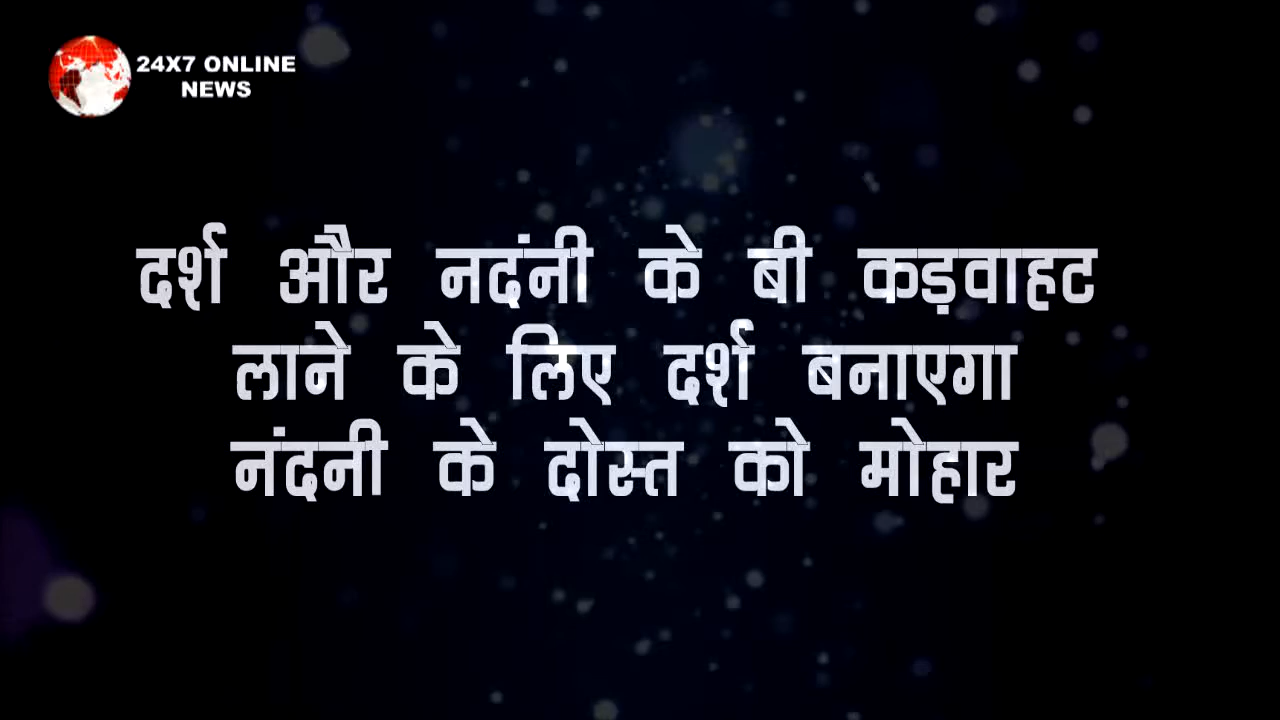 24X7 ONLINE
NEWS
दर्श और नदंनी के बी कड़वाहट
लाने के लिए दर्श बनाएगा
नंदनी के दोस्त को मोहार